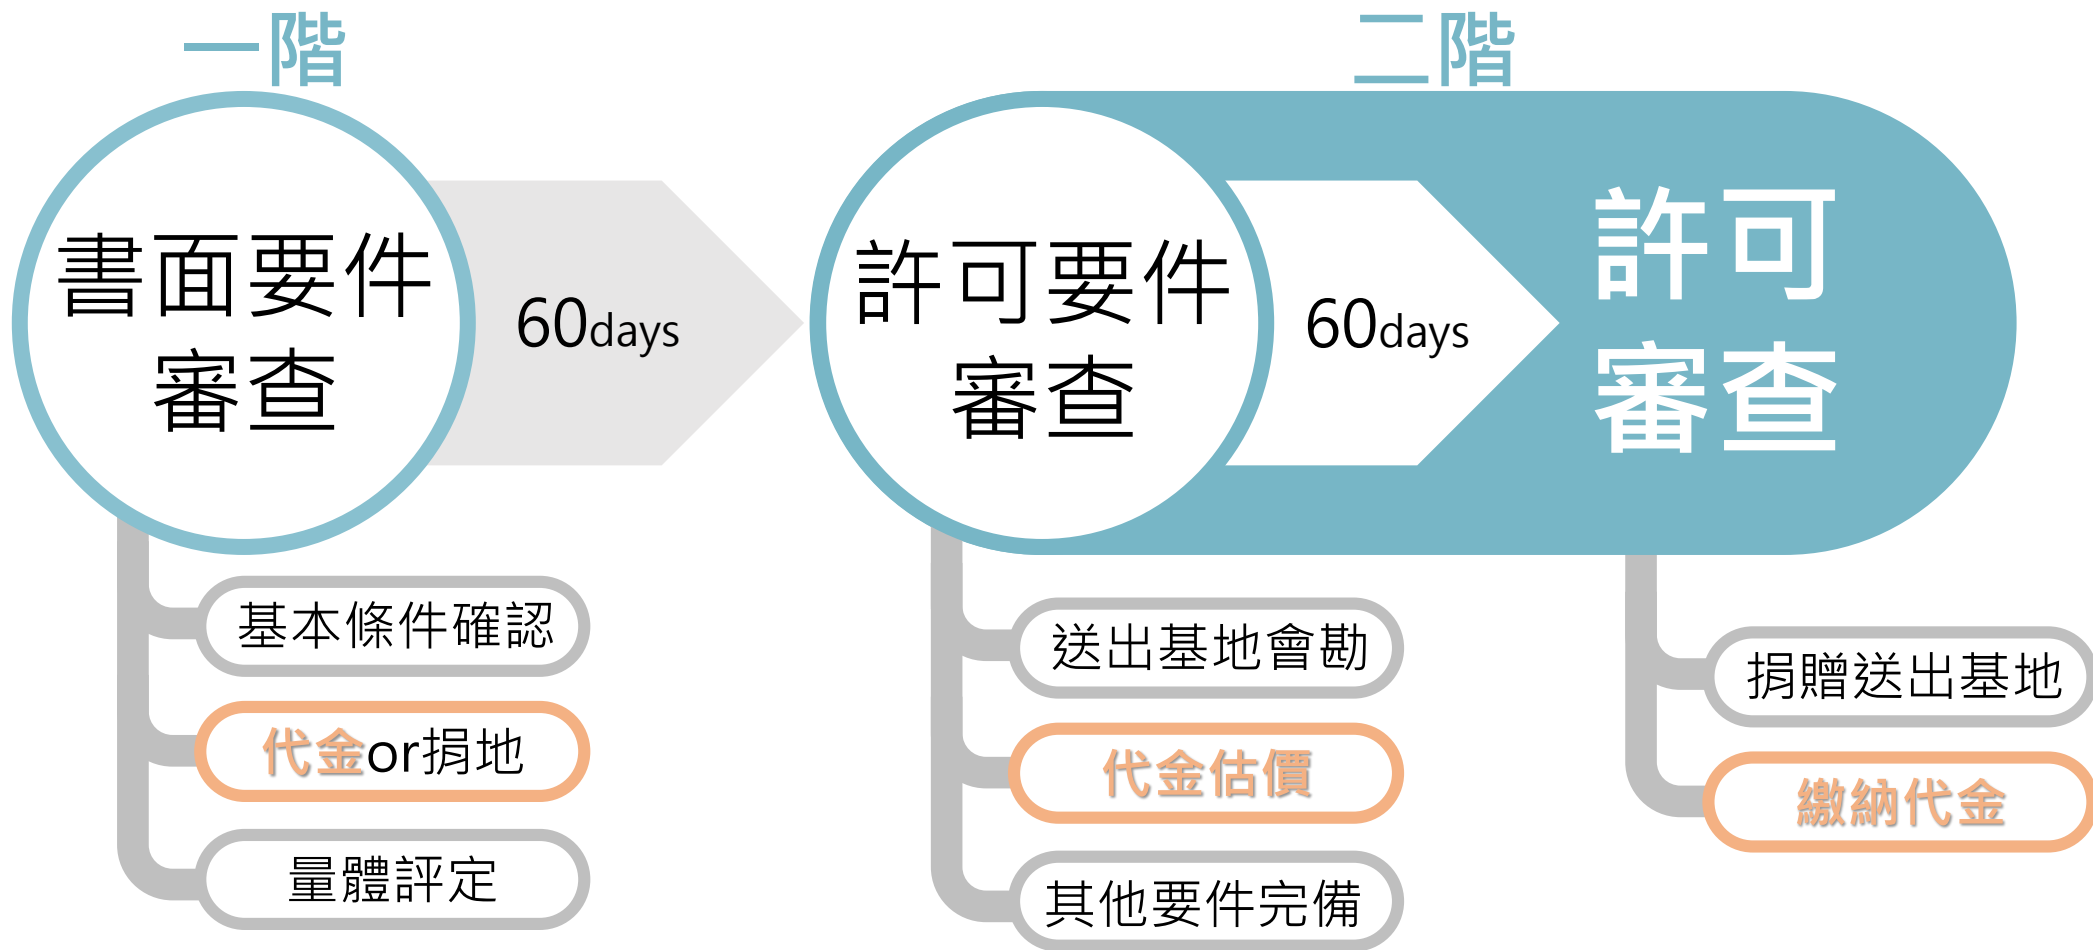 一階
書面要件
審查
60days
基本條件確認
代金or捐地
量體評定
二階
許可要件
審查
60days
許可
審查
送出基地會勘
代金估價
其他要件完備
捐贈送出基地
繳納代金